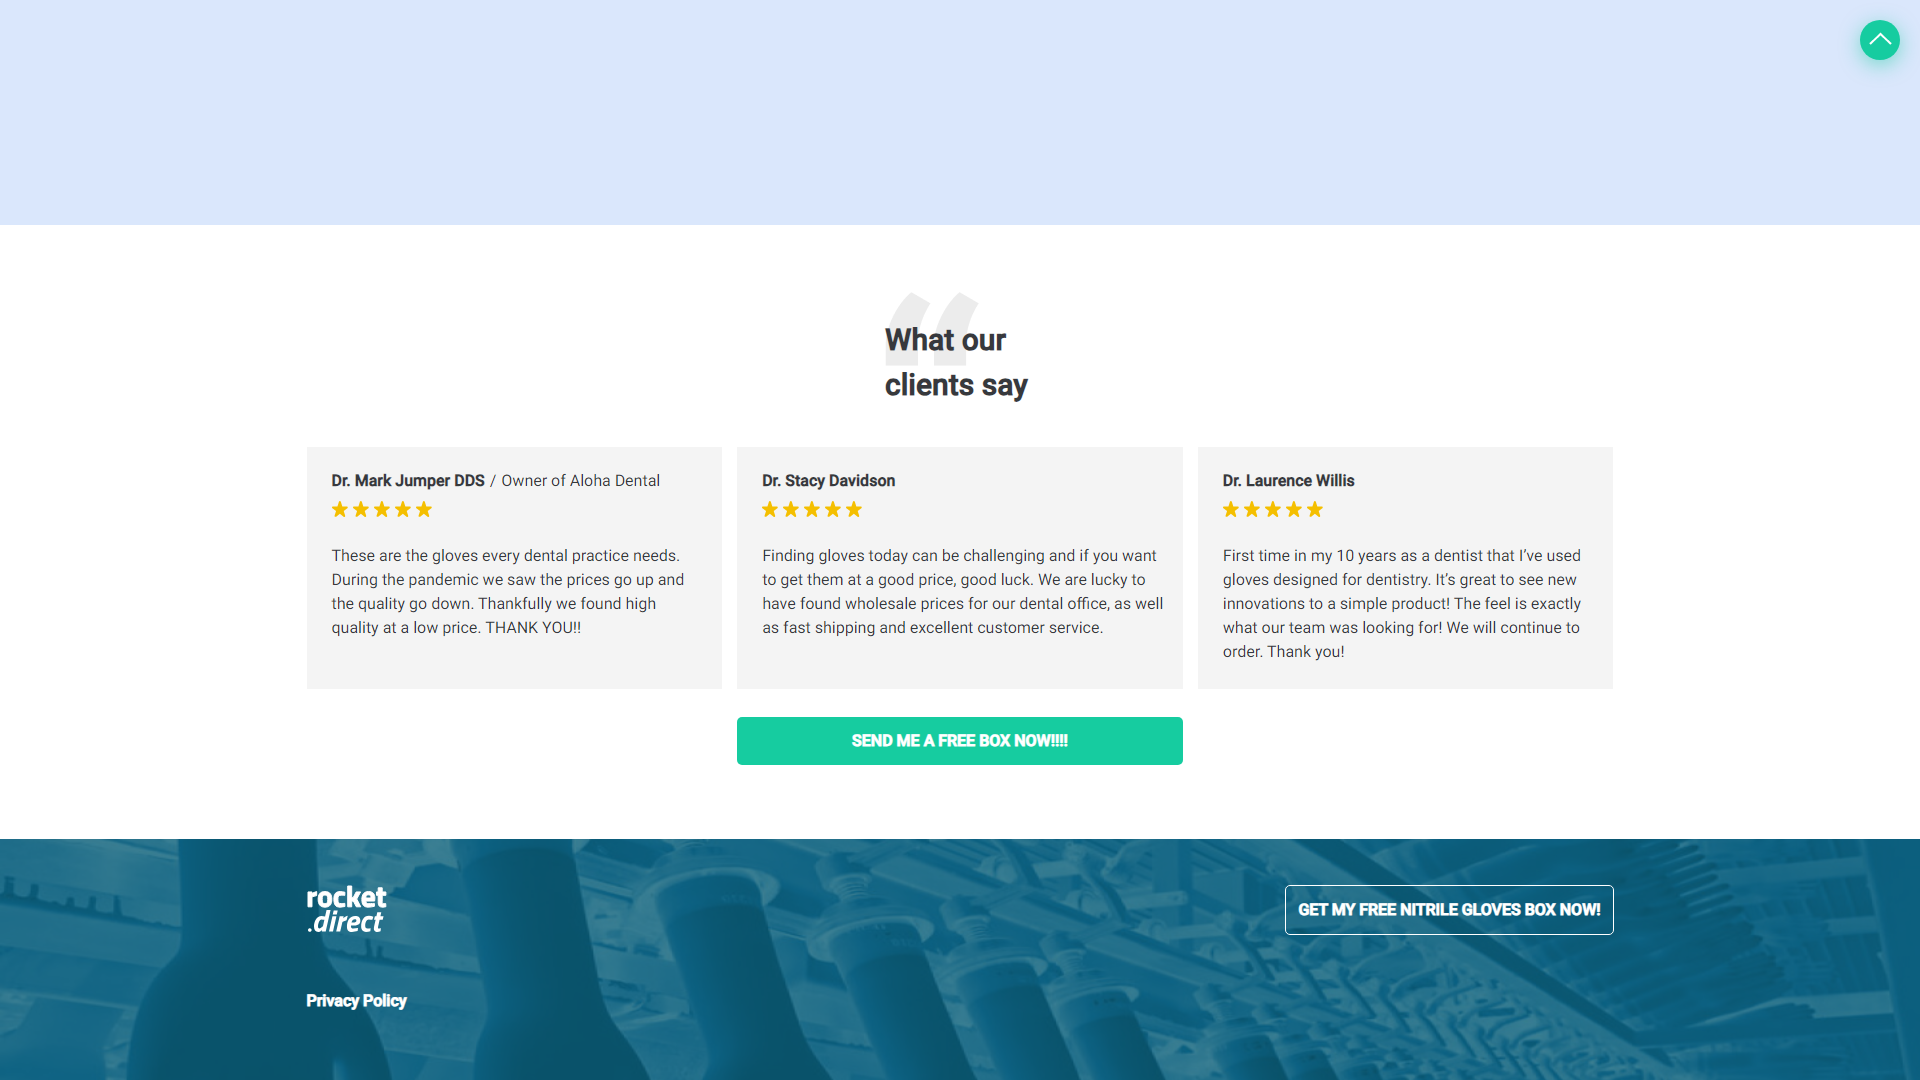 “
What our
clients say
Dr. Mark Jumper DDS / Owner of Aloha Dental
These are the gloves every dental practice needs.
During the pandemic we saw the prices go up and
the quality go down. Thankfully we found high
quality at a low price. THANK YOU!!
Dr. Stacy Davidson
Finding gloves today can be challenging and if you want
to get them at a good price, good luck. We are lucky to
have found wholesale prices for our dental office, as well
as fast shipping and excellent customer service.
Dr. Laurence Willis
First time in my 10 years as a dentist that I’ve used
gloves designed for dentistry. It’s great to see new
innovations to a simple product! The feel is exactly
what our team was looking for! We will continue to
order. Thank you!
SEND ME A FREE BOX NOW!!!!
rocket
.direct
GET MY FREE NITRILE GLOVES BOX NOW!
Privacy Policy